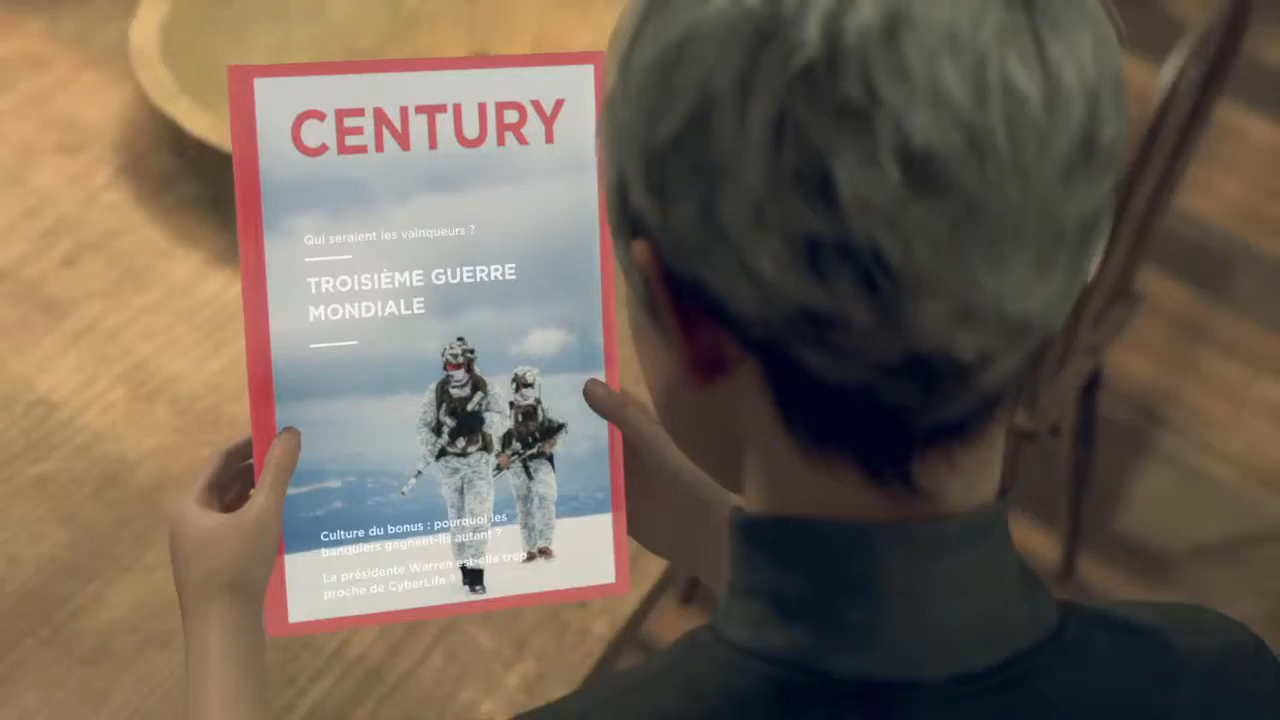 CENTURY
Qui seraient les vainqueurs ?
TROISIÈME GUERRE
MONDIALE
Culture du bonus : pourquoi les
banquiers gagnent-ils autant ?
La présidente Warren est-elle trop
proche de CyberLife ?